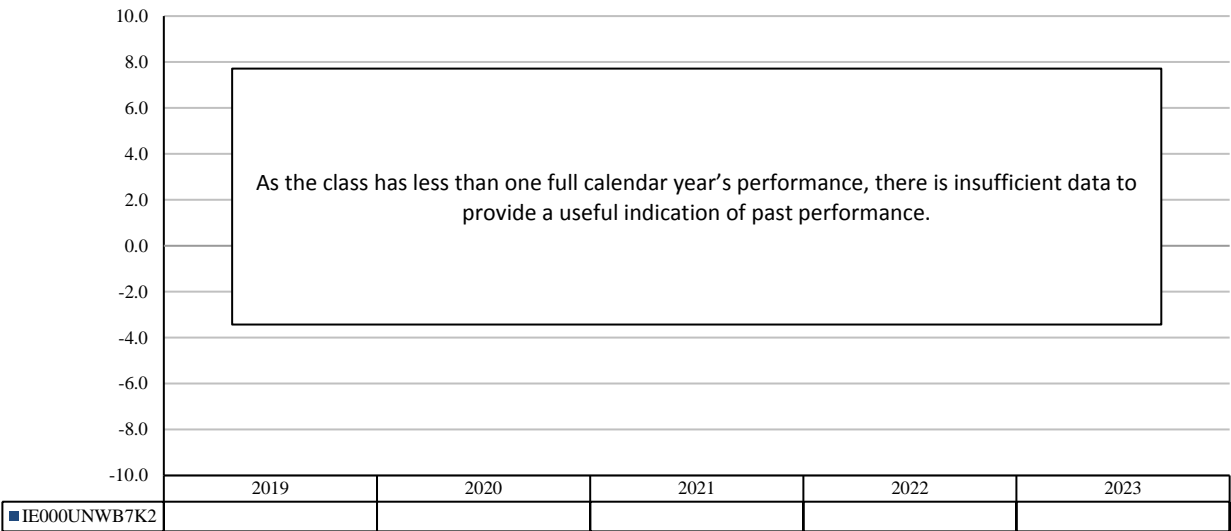 10.0
8.0
6.0
4.0
2.0
0.0
-2.0
-4.0
-6.0
-8.0
-10.0
As the class has less than one full calendar year’s performance, there is insufficient data to
provide a useful indication of past performance.
2019 2020 2021 2022 2023
IE000UNWB7K2